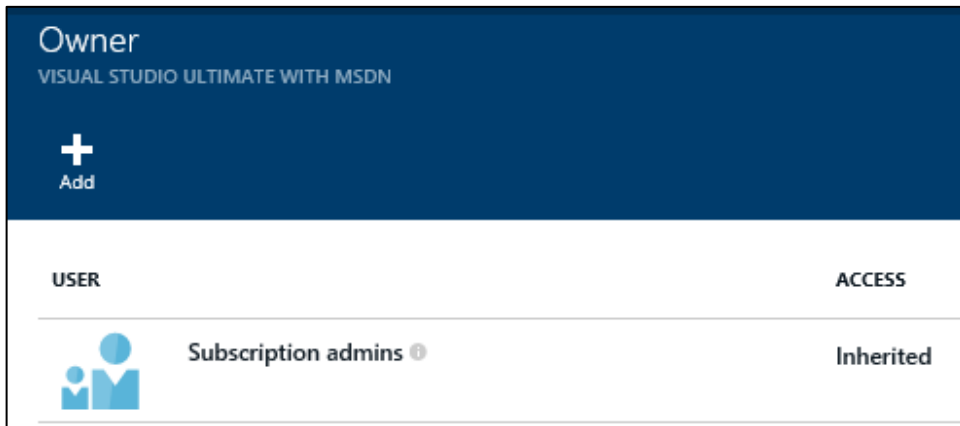 Owner
VISUAL STUDIO ULTIMATE WITH MSDN
Add
USER ACCESS
Subscription admins Inherited